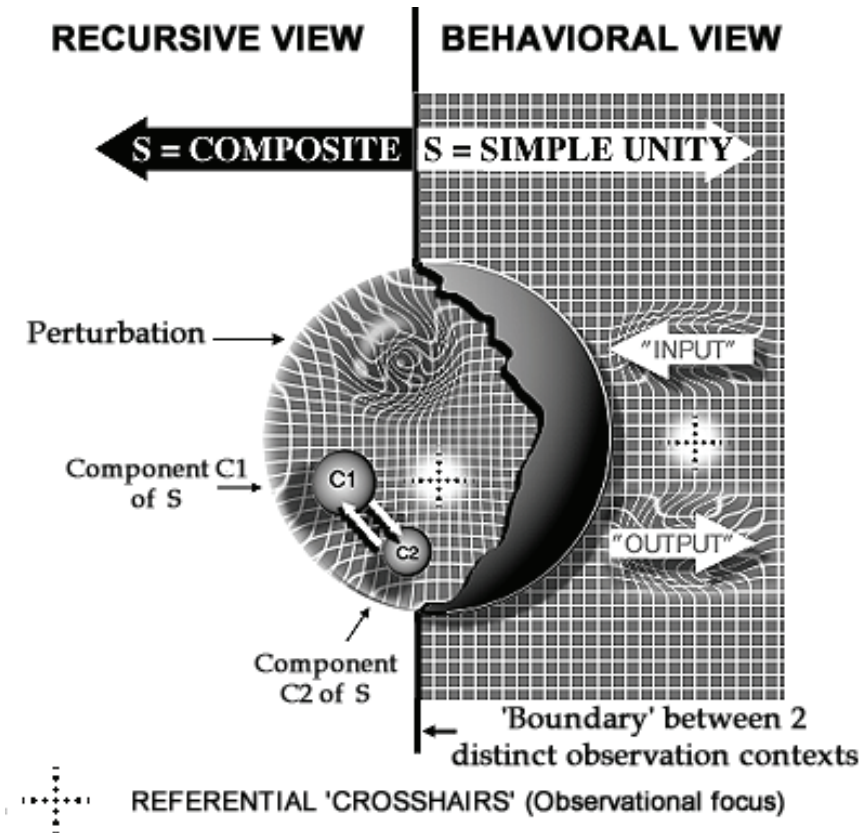 RECURSIVE VIEW
BEHAVIORAL VIEW
S = COMPOSITE
S = SIMPLE UNITY
Perturbation
"INPUT"
Component C1
of S
C1
C2
"OUTPUT"
Component
C2 of S
'Boundary' between 2
distinct observation contexts
REFERENTIAL 'CROSSHAIRS' (Observational focus)